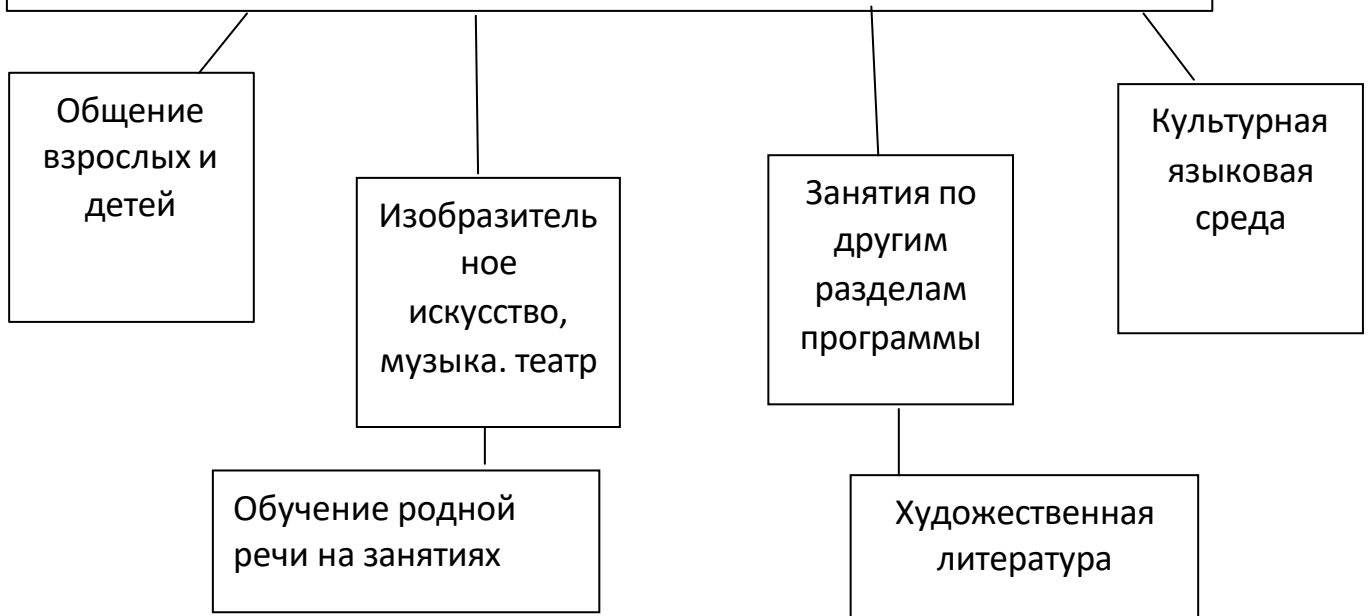 Общение
взрослых и
детей
Изобразитель
ное
искусство,
музыка. театр
Занятия по
другим
разделам
программы
Культурная
языковая
среда
Обучение родной
речи на занятиях
Художественная
литература